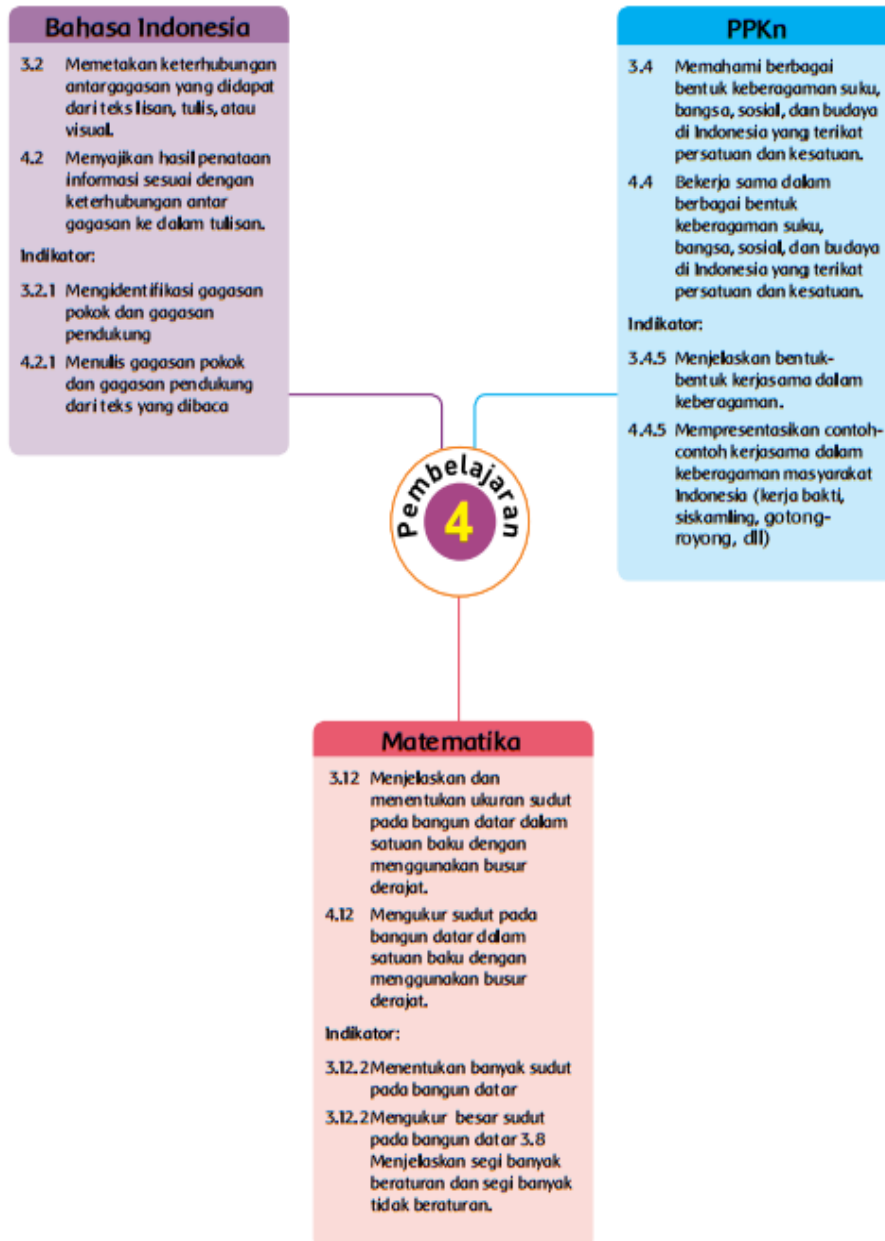 Bahasa Indonesia
3.2 Memetakan keterhubungan
antargagasan yang didapat
dari teks lisan, tulis, atau
visual.
4.2 Menyajikan hasil penataan
informasi sesuai dengan
keterhubungan antar
gagasan ke dalam tulisan.
Indikator:
3.2.1 Mengidentifikasi gagasan
pokok dan gagasan
pendukung
4.2.1 Menulis gagasan pokok
dan gagasan pendukung
dari teks yang dibaca
PPKn
3.4 Memahami berbagai
bentuk keberagaman suku,
bangsa, sosial, dan budaya
di Indonesia yang terikat
persatuan dan kesatuan.
4.4 Bekerja sama dalam
berbagai bentuk
keberagaman suku,
bangsa, sosial, dan budaya
di Indonesia yang terikat
persatuan dan kesatuan.
Indikator:
3.4.5 Menjelaskan bentuk-
bentuk kerjasama dalam
keberagaman.
4.4.5 Mempresentasikan contoh-
contoh kerjasama dalam
keberagaman masyarakat
Indonesia (kerja bakti,
siskamling, gotong-
royong, dll)
Pembelajaran
4
Matematika
3.12 Menjelaskan dan
menentukan ukuran sudut
pada bangun datar dalam
satuan baku dengan
menggunakan busur
derajat.
4.12 Mengukur sudut pada
bangun datar dalam
satuan baku dengan
menggunakan busur
derajat.
Indikator:
3.12.2 Menentukan banyak sudut
pada bangun datar
3.12.2 Mengukur besar sudut
pada bangun datar 3.8
Menjelaskan segi banyak
beraturan dan segi banyak
tidak beraturan.